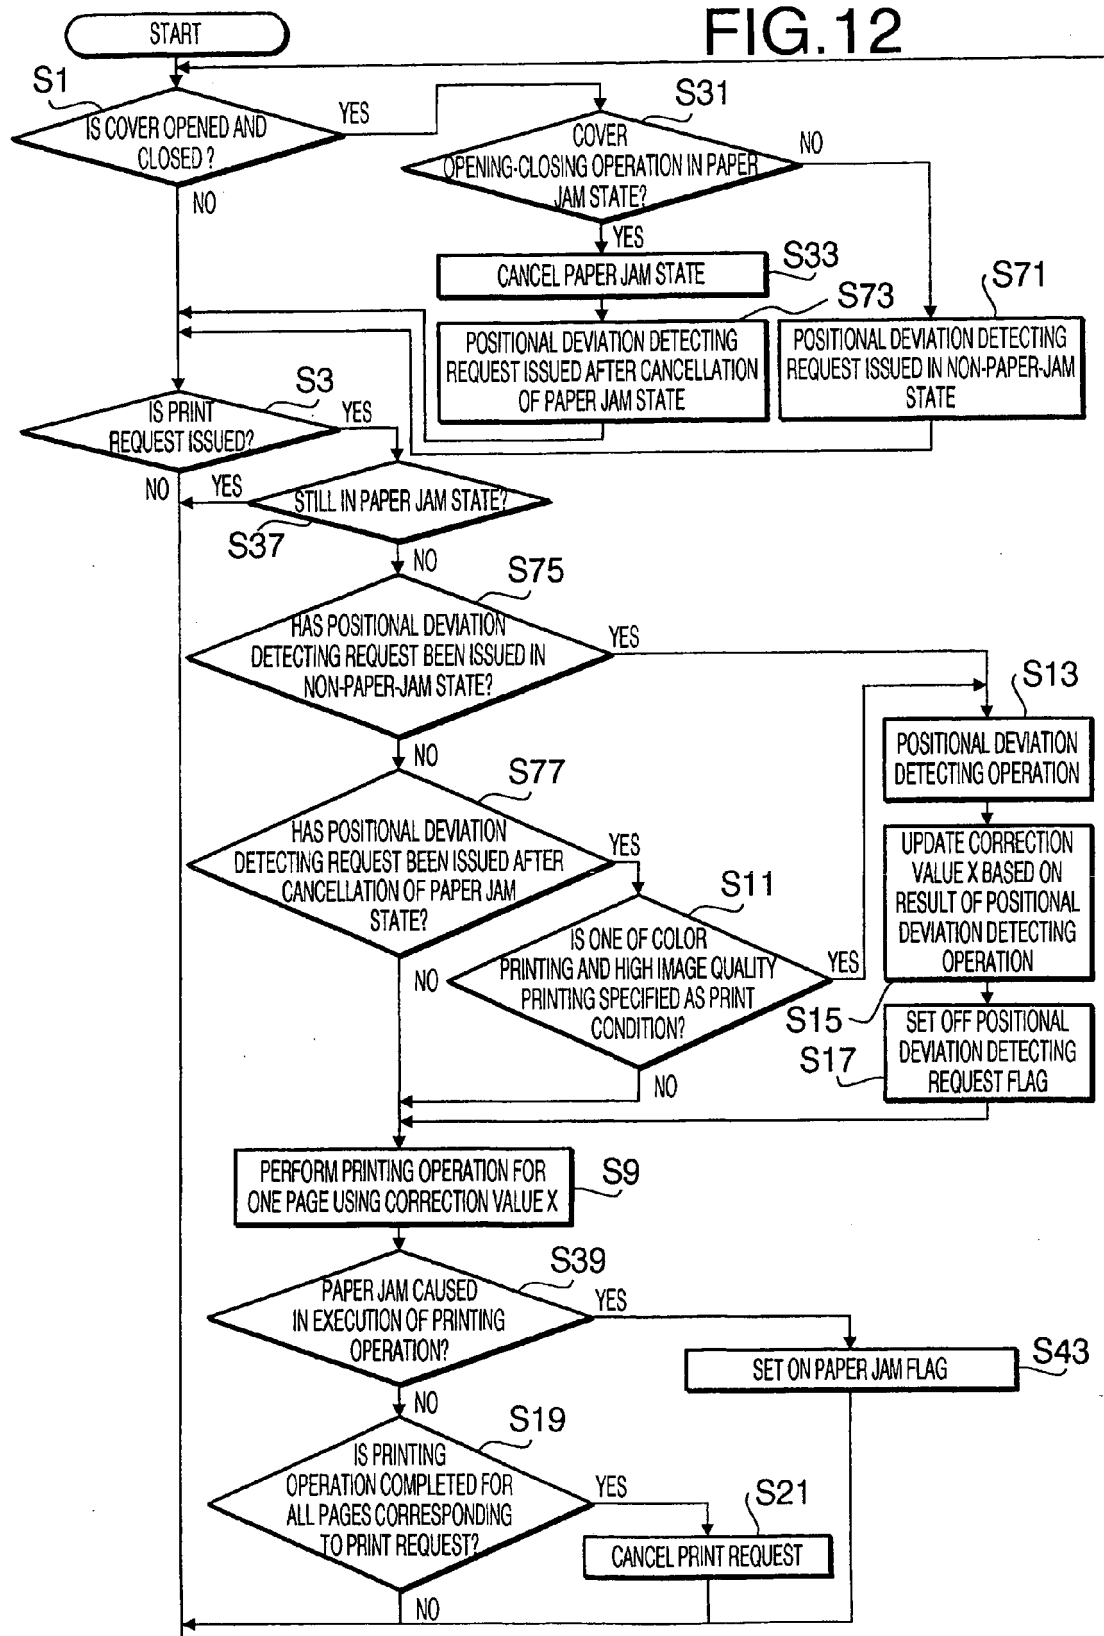 FIG.12
START
S1
IS COVER OPENED AND
CLOSED ?
YES
NO
S31
COVER
OPENING-CLOSING OPERATION IN PAPER
JAM STATE?
NO
YES
S33
CANCEL PAPER JAM STATE
S73
POSITIONAL DEVIATION DETECTING
REQUEST ISSUED AFTER CANCELLATION
OF PAPER JAM STATE
S71
POSITIONAL DEVIATION DETECTING
REQUEST ISSUED IN NON-PAPER-JAM
STATE
S3
IS PRINT
REQUEST ISSUED?
YES
NO
YES
STILL IN PAPER JAM STATE?
S37
NO
S75
HAS POSITIONAL DEVIATION
DETECTING REQUEST BEEN ISSUED IN
NON-PAPER-JAM STATE?
YES
NO
S77
HAS POSITIONAL DEVIATION
DETECTING REQUEST BEEN ISSUED AFTER
CANCELLATION OF PAPER JAM
STATE?
YES
NO
S11
IS ONE OF COLOR
PRINTING AND HIGH IMAGE QUALITY
PRINTING SPECIFIED AS PRINT
CONDITION?
YES
NO
S13
POSITIONAL DEVIATION
DETECTING OPERATION
UPDATE CORRECTION
VALUE X BASED ON
RESULT OF POSITIONAL
DEVIATION DETECTING
OPERATION
S15
SET OFF POSITIONAL
DEVIATION DETECTING
REQUEST FLAG
S17
PERFORM PRINTING OPERATION FOR
ONE PAGE USING CORRECTION VALUE X
S9
S39
PAPER JAM CAUSED
IN EXECUTION OF PRINTING
OPERATION?
YES
NO
SET ON PAPER JAM FLAG
S43
S19
IS PRINTING
OPERATION COMPLETED FOR
ALL PAGES CORRESPONDING
TO PRINT REQUEST?
YES
NO
S21
CANCEL PRINT REQUEST